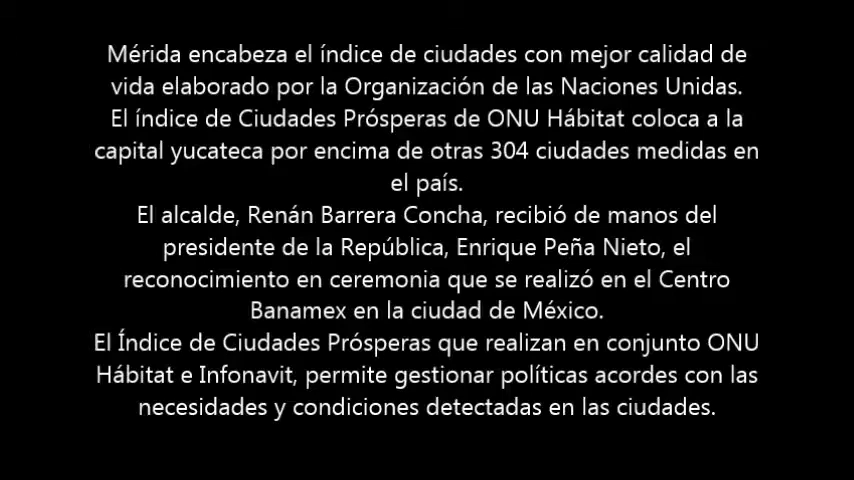 Mérida encabeza el índice de ciudades con mejor calidad de
vida elaborado por la Organización de las Naciones Unidas.
El índice de Ciudades Prósperas de ONU Hábitat coloca a la
capital yucateca por encima de otras 304 ciudades medidas en
el país.
El alcalde, Renán Barrera Concha, recibió de manos del
presidente de la República, Enrique Peña Nieto, el
reconocimiento en ceremonia que se realizó en el Centro
Banamex en la ciudad de México.
El Índice de Ciudades Prósperas que realizan en conjunto ONU
Hábitat e Infonavit, permite gestionar políticas acordes con las
necesidades y condiciones detectadas en las ciudades.